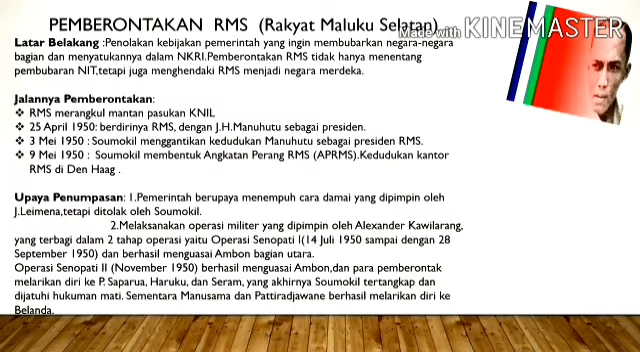 PEMBERONTAKAN RMS (Rakyat Maluku Selatan)
Made with KINEMASTER
Latar Belakang :Penolakan kebijakan pemerintah yang ingin membubarkan negara-negara
bagian dan menyatukannya dalam NKRI.Pemberontakan RMS tidak hanya menentang
pembubaran NIT,tetapi juga menghendaki RMS menjadi negara merdeka.
Jalannya Pemberontakan:
❖ RMS merangkul mantan pasukan KNIL
❖ 25 April 1950: berdirinya RMS, dengan J.H.Manuhutu sebagai presiden.
❖ 3 Mei 1950 : Soumokil menggantikan kedudukan Manuhutu sebagai presiden RMS.
❖ 9 Mei 1950 : Soumokil membentuk Angkatan Perang RMS (APRMS).Kedudukan kantor
RMS di Den Haag .
Upaya Penumpasan: 1.Pemerintah berupaya menempuh cara damai yang dipimpin oleh
J.Leimena,tetapi ditolak oleh Soumokil.
2.Melaksanakan operasi militer yang dipimpin oleh Alexander Kawilarang,
yang terbagi dalam 2 tahap operasi yaitu Operasi Senopati I(14 Juli 1950 sampai dengan 28
September 1950) dan berhasil menguasai Ambon bagian utara.
Operasi Senopati II (November 1950) berhasil menguasai Ambon,dan para pemberontak
melarikan diri ke P. Saparua, Haruku, dan Seram, yang akhirnya Soumokil tertangkap dan
dijatuhi hukuman mati. Sementara Manusama dan Pattiradjawane berhasil melarikan diri ke
Belanda.